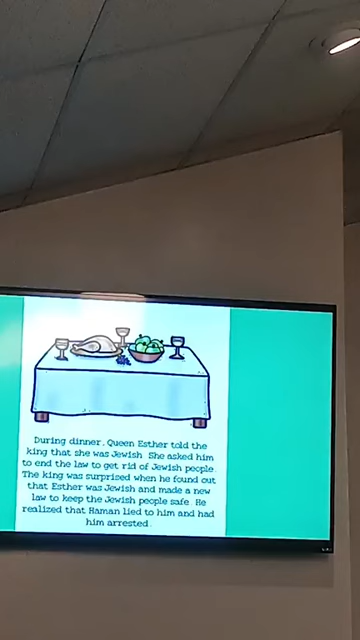 During dinner, Queen Esther told the
king that she was Jewish. She asked him
to end the law to get rid of Jewish people.
The king was surprised when he found out
that Esther was Jewish and made a new
law to keep the Jewish people safe. He
realized that Haman lied to him and had
him arrested.